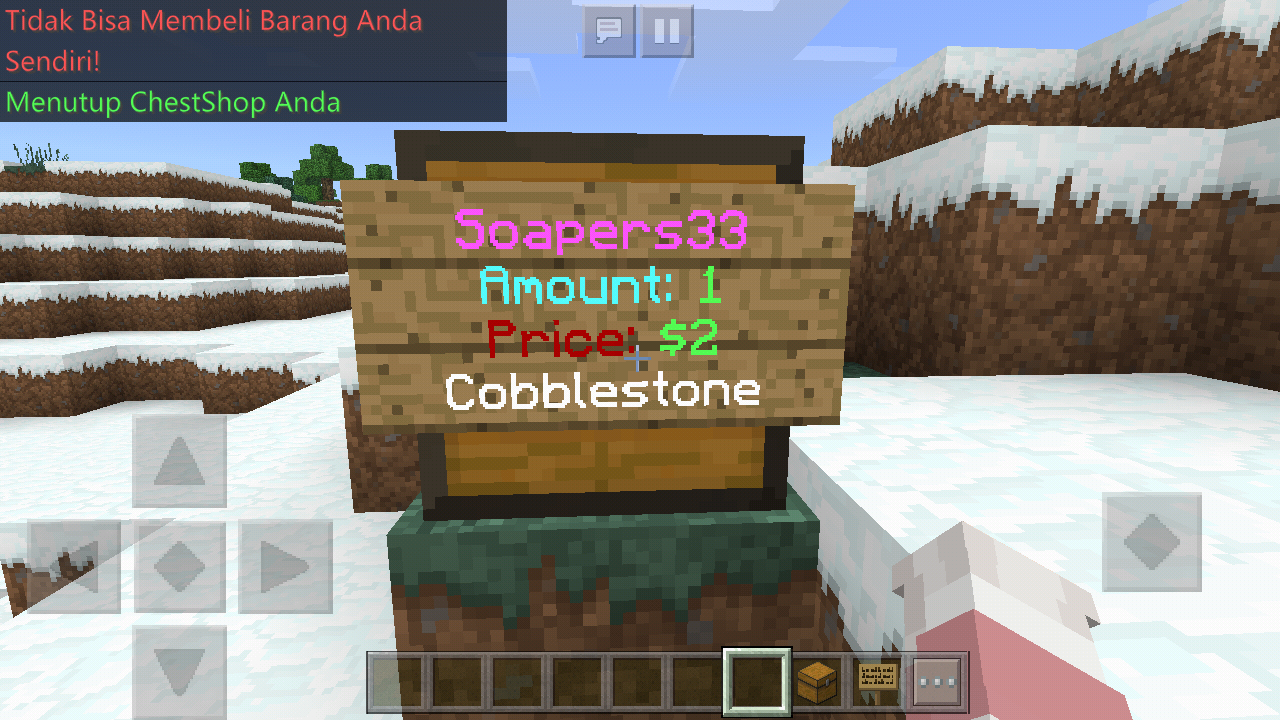 Tidak Bisa Membeli Barang Anda
Sendiri!
Menutup ChestShop Anda
Soapers33
Amount: 1
Price: $2
Cobblestone